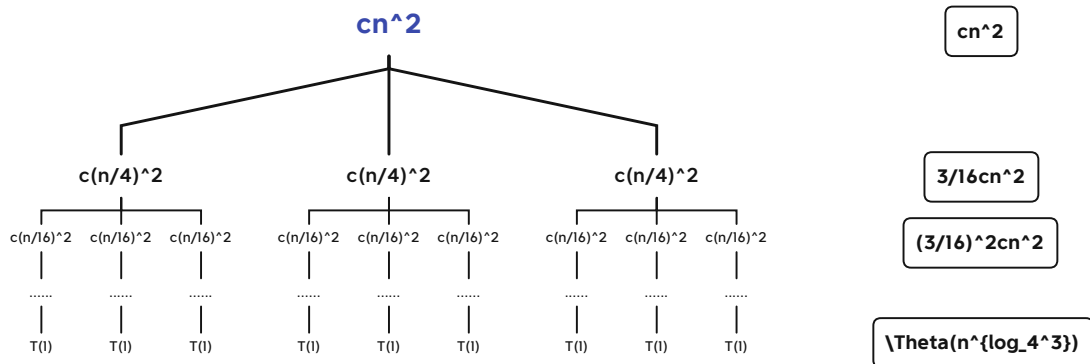 cn^2
cn^2
c(n/4)^2 c(n/4)^2 c(n/4)^2
3/16cn^2
c(n/16)^2 c(n/16)^2 c(n/16)^2 c(n/16)^2 c(n/16)^2 c(n/16)^2 c(n/16)^2 c(n/16)^2 c(n/16)^2
(3/16)^2cn^2
...... ...... ...... ...... ...... ...... ...... ...... ......
T(1) T(1) T(1) T(1) T(1) T(1) T(1) T(1) T(1)
\Theta(n^{log_4^3})